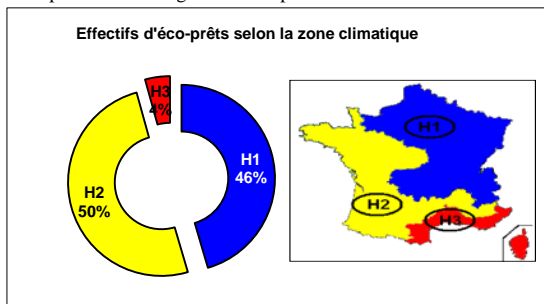 Effectifs d'éco-prêts selon la zone climatique
H3
4%
H1
46%
H2
50%
H1
H2
H3